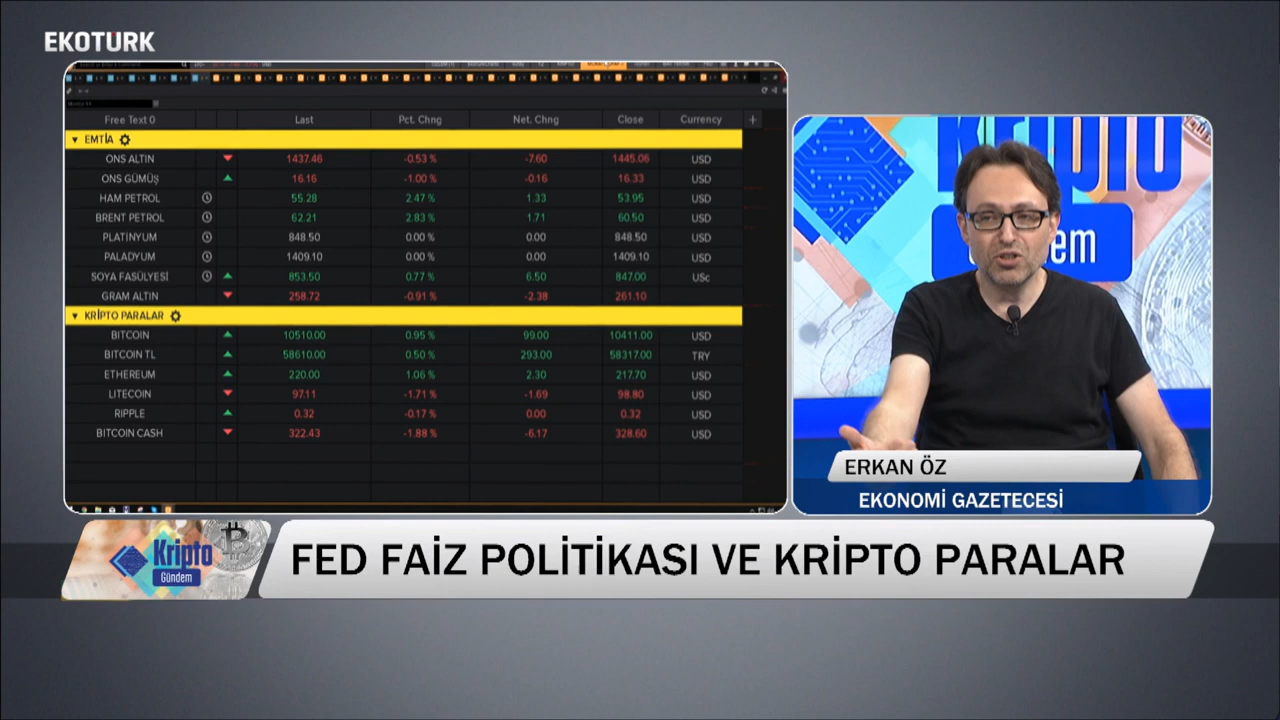 EKOTÜRK
Free Text 0 Last Pct. Chng Net. Chng Close Currency +
EMTİA
ONS ALTIN 1437.46 -0.53 % -7.60 1445.06 USD
ONS GÜMÜŞ 16.16 -1.00 % -0.16 16.33 USD
HAM PETROL 55.28 2.47 % 1.33 53.95 USD
BRENT PETROL 62.21 2.83 % 1.71 60.50 USD
PLATİNYUM 848.50 0.00 % 0.00 848.50 USD
PALADYUM 1409.10 0.00 % 0.00 1409.10 USD
SOYA FASÜLYESİ 853.50 0.77 % 6.50 847.00 USc
GRAM ALTIN 258.72 -0.91 % -2.38 261.10
KRİPTO PARALAR
BITCOIN 10510.00 0.95 % 99.00 10411.00 USD
BITCOIN TL 58610.00 0.50 % 293.00 58317.00 TRY
ETHEREUM 220.00 1.06 % 2.30 217.70 USD
LITECOIN 97.11 -1.71 % -1.69 98.80 USD
RIPPLE 0.32 -0.17 % 0.00 0.32 USD
BITCOIN CASH 322.43 -1.88 % -6.17 328.60 USD
ERKAN ÖZ
EKONOMİ GAZETECESİ
Kripto
Gündem
FED FAİZ POLİTİKASI VE KRİPTO PARALAR